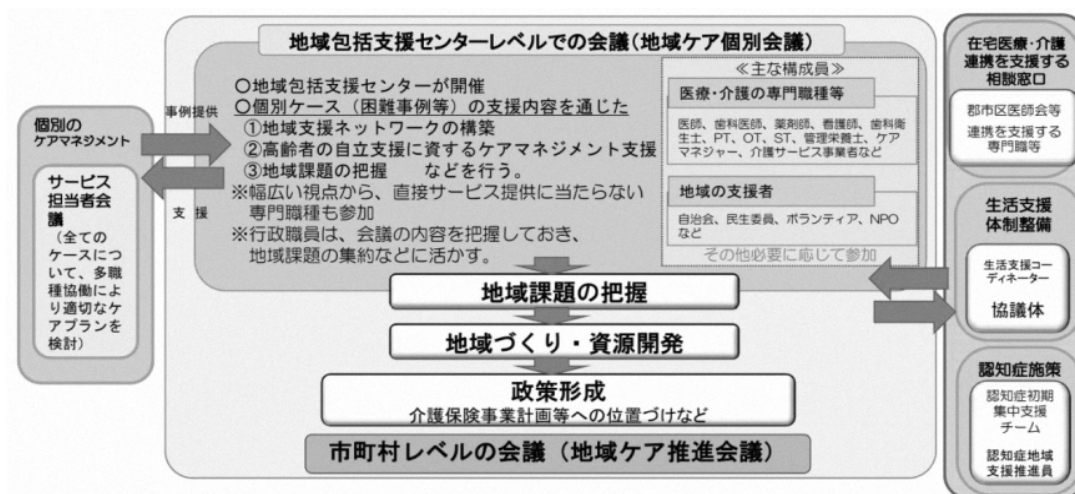 地域包括支援センターレベルでの会議(地域ケア個別会議)
事例提供
個別の
ケアマネジメント
サービス
担当者会
議
(全ての
ケースにつ
いて、多職
種協働によ
り適切なケ
アプランを
検討)
支援
○地域包括支援センターが開催
○個別ケース(困難事例等)の支援内容を通じた
①地域支援ネットワークの構築
②高齢者の自立支援に資するケアマネジメント支援
③地域課題の把握 などを行う。
※幅広い視点から、直接サービス提供に当たらない
専門職種も参加
※行政職員は、会議の内容を把握しておき、
地域課題の集約などに活かす。
≪主な構成員≫
医療・介護の専門職種等
医師、歯科医師、薬剤師、看護師、歯科衛
生士、PT、OT、ST、管理栄養士、ケア
マネジャー、介護サービス事業者など
地域の支援者
自治会、民生委員、ボランティア、NPO
など
その他必要に応じて参加
地域課題の把握
地域づくり・資源開発
政策形成
介護保険事業計画等への位置づけなど
市町村レベルの会議(地域ケア推進会議)
在宅医療・介護
連携を支援する
相談窓口
郡市区医師会等
連携を支援する
専門職等
生活支援
体制整備
生活支援コー
ディネーター
協議体
認知症施策
認知症初期
集中支援
チーム
認知症地域
支援推進員